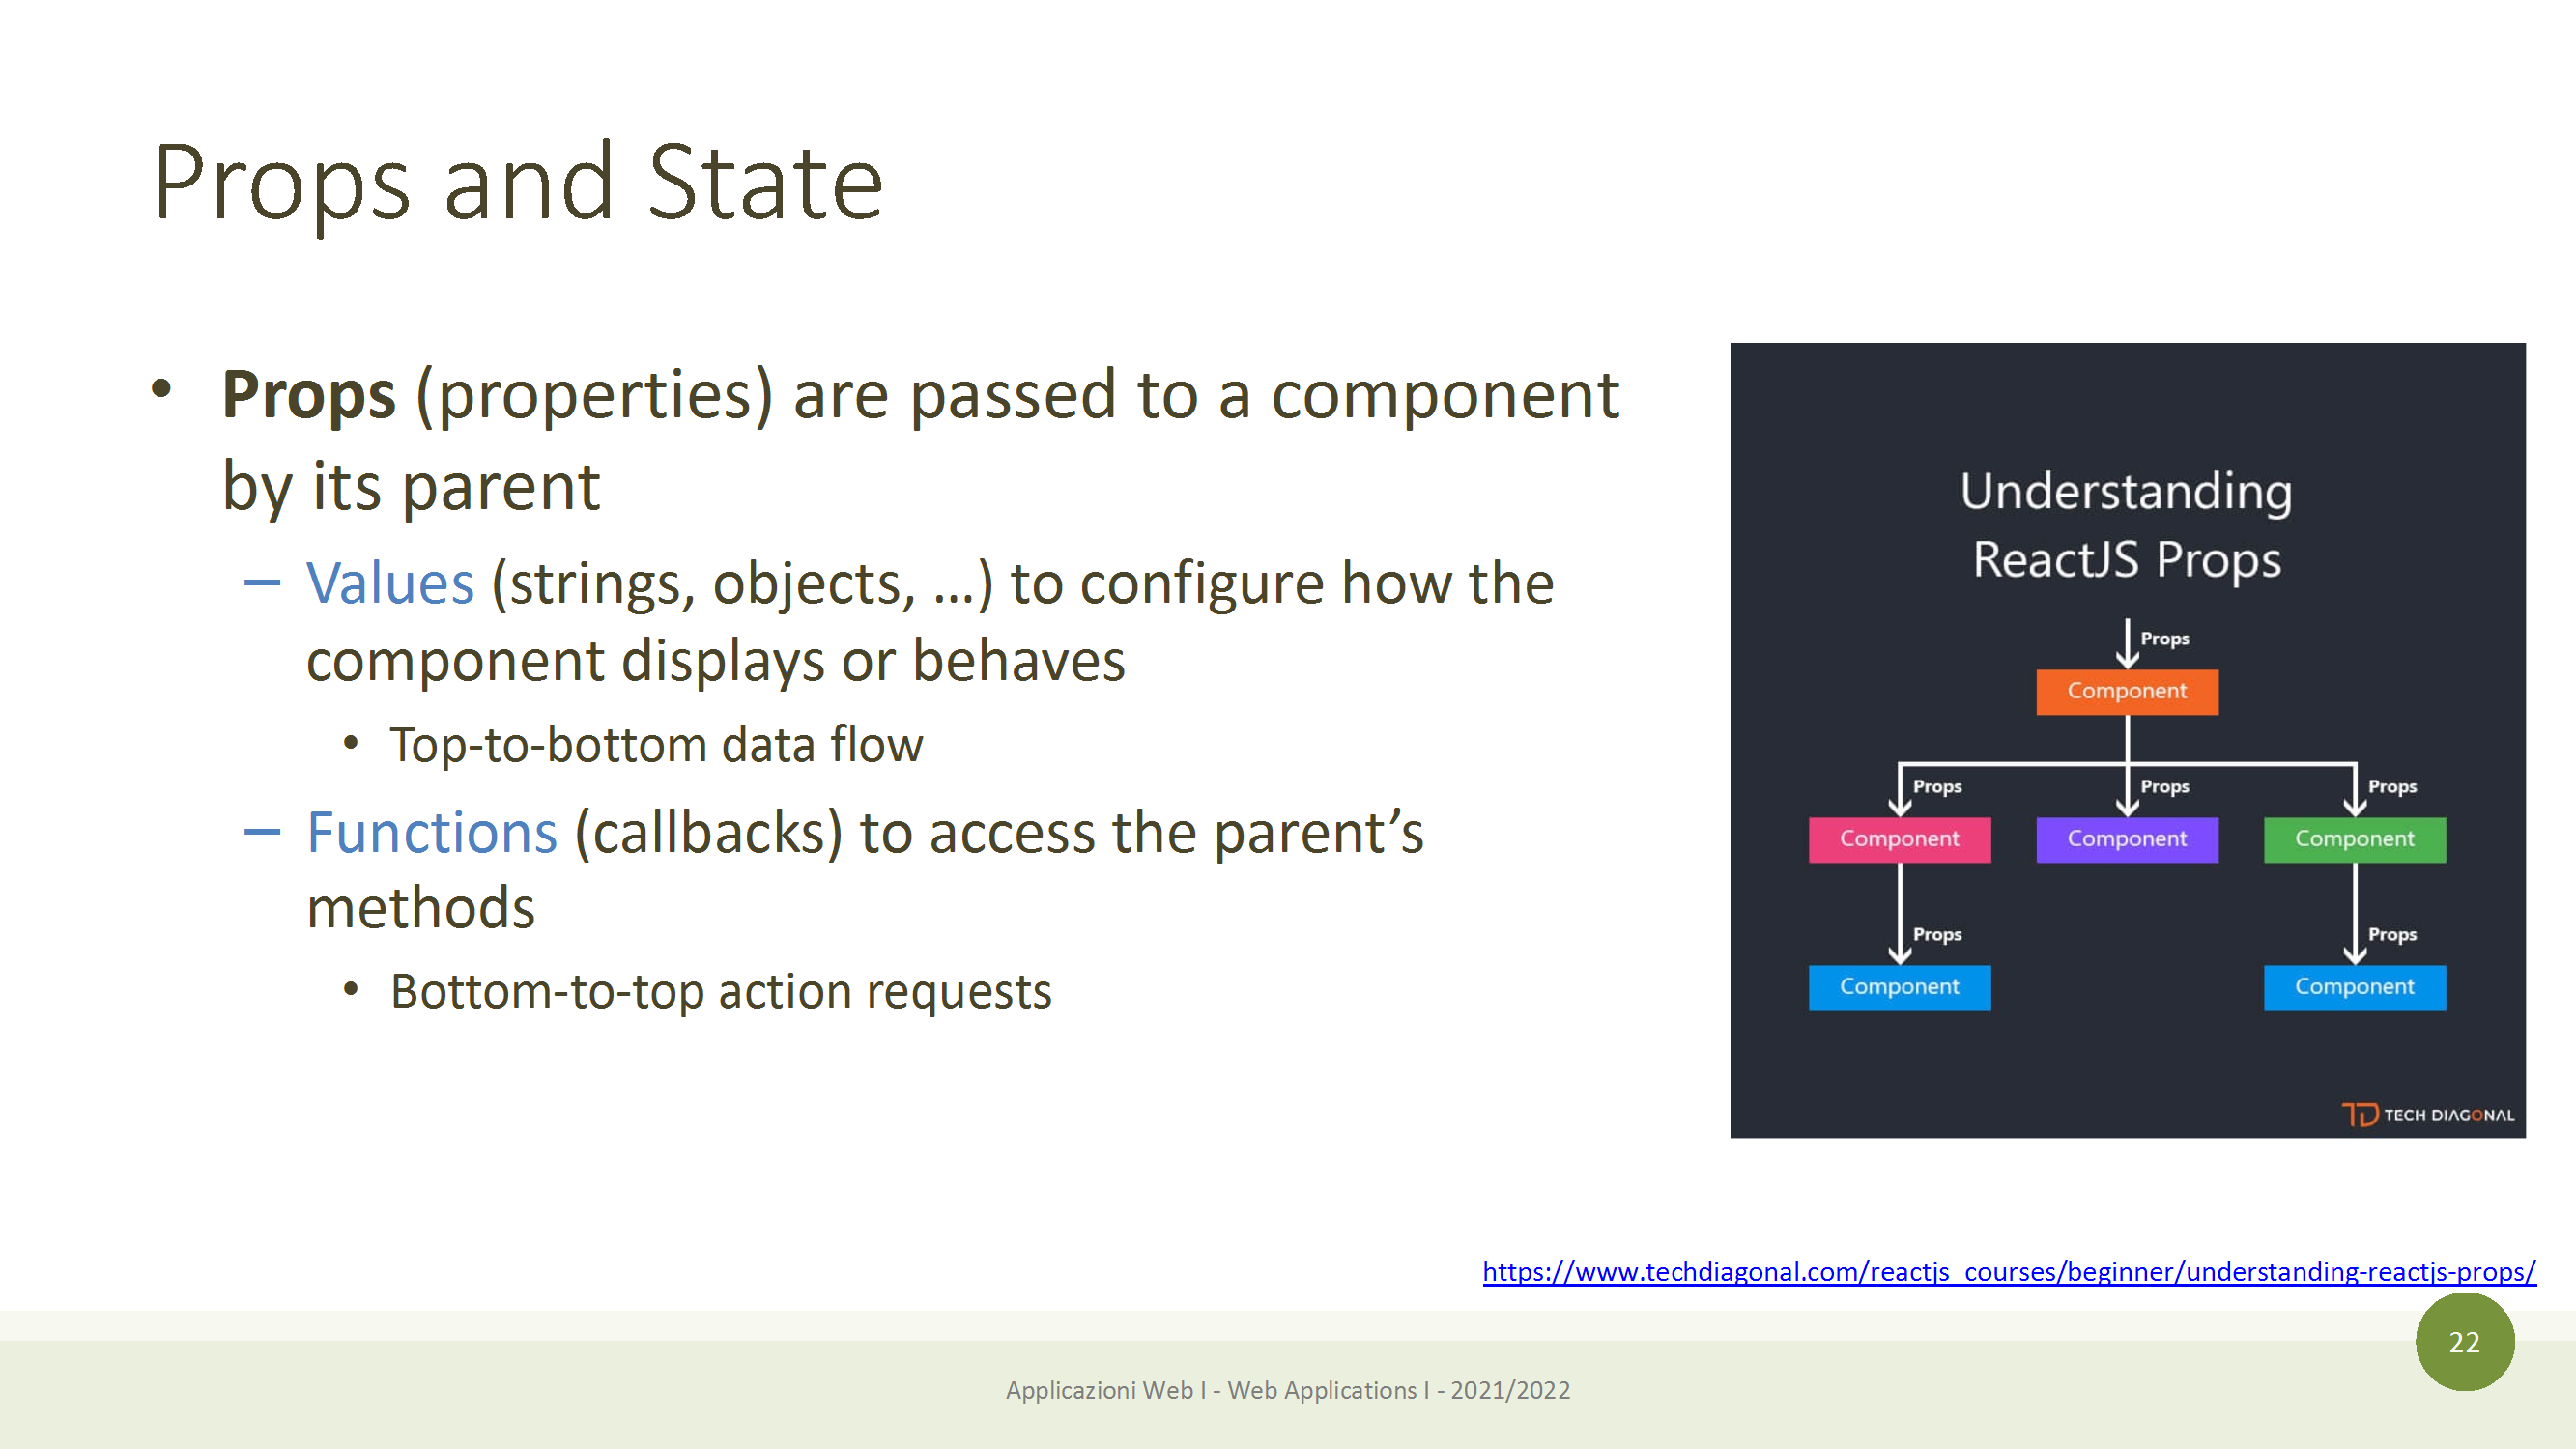 Props and State
• Props (properties) are passed to a component
by its parent
– Values (strings, objects, …) to configure how the
component displays or behaves
• Top-to-bottom data flow
– Functions (callbacks) to access the parent’s
methods
• Bottom-to-top action requests
Understanding
ReactJS Props
Props
Component
Props Props Props
Component Component Component
Props Props
Component Component
TD TECH DIAGONAL
https://www.techdiagonal.com/reactjs_courses/beginner/understanding-reactjs-props/
22
Applicazioni Web I - Web Applications I - 2021/2022